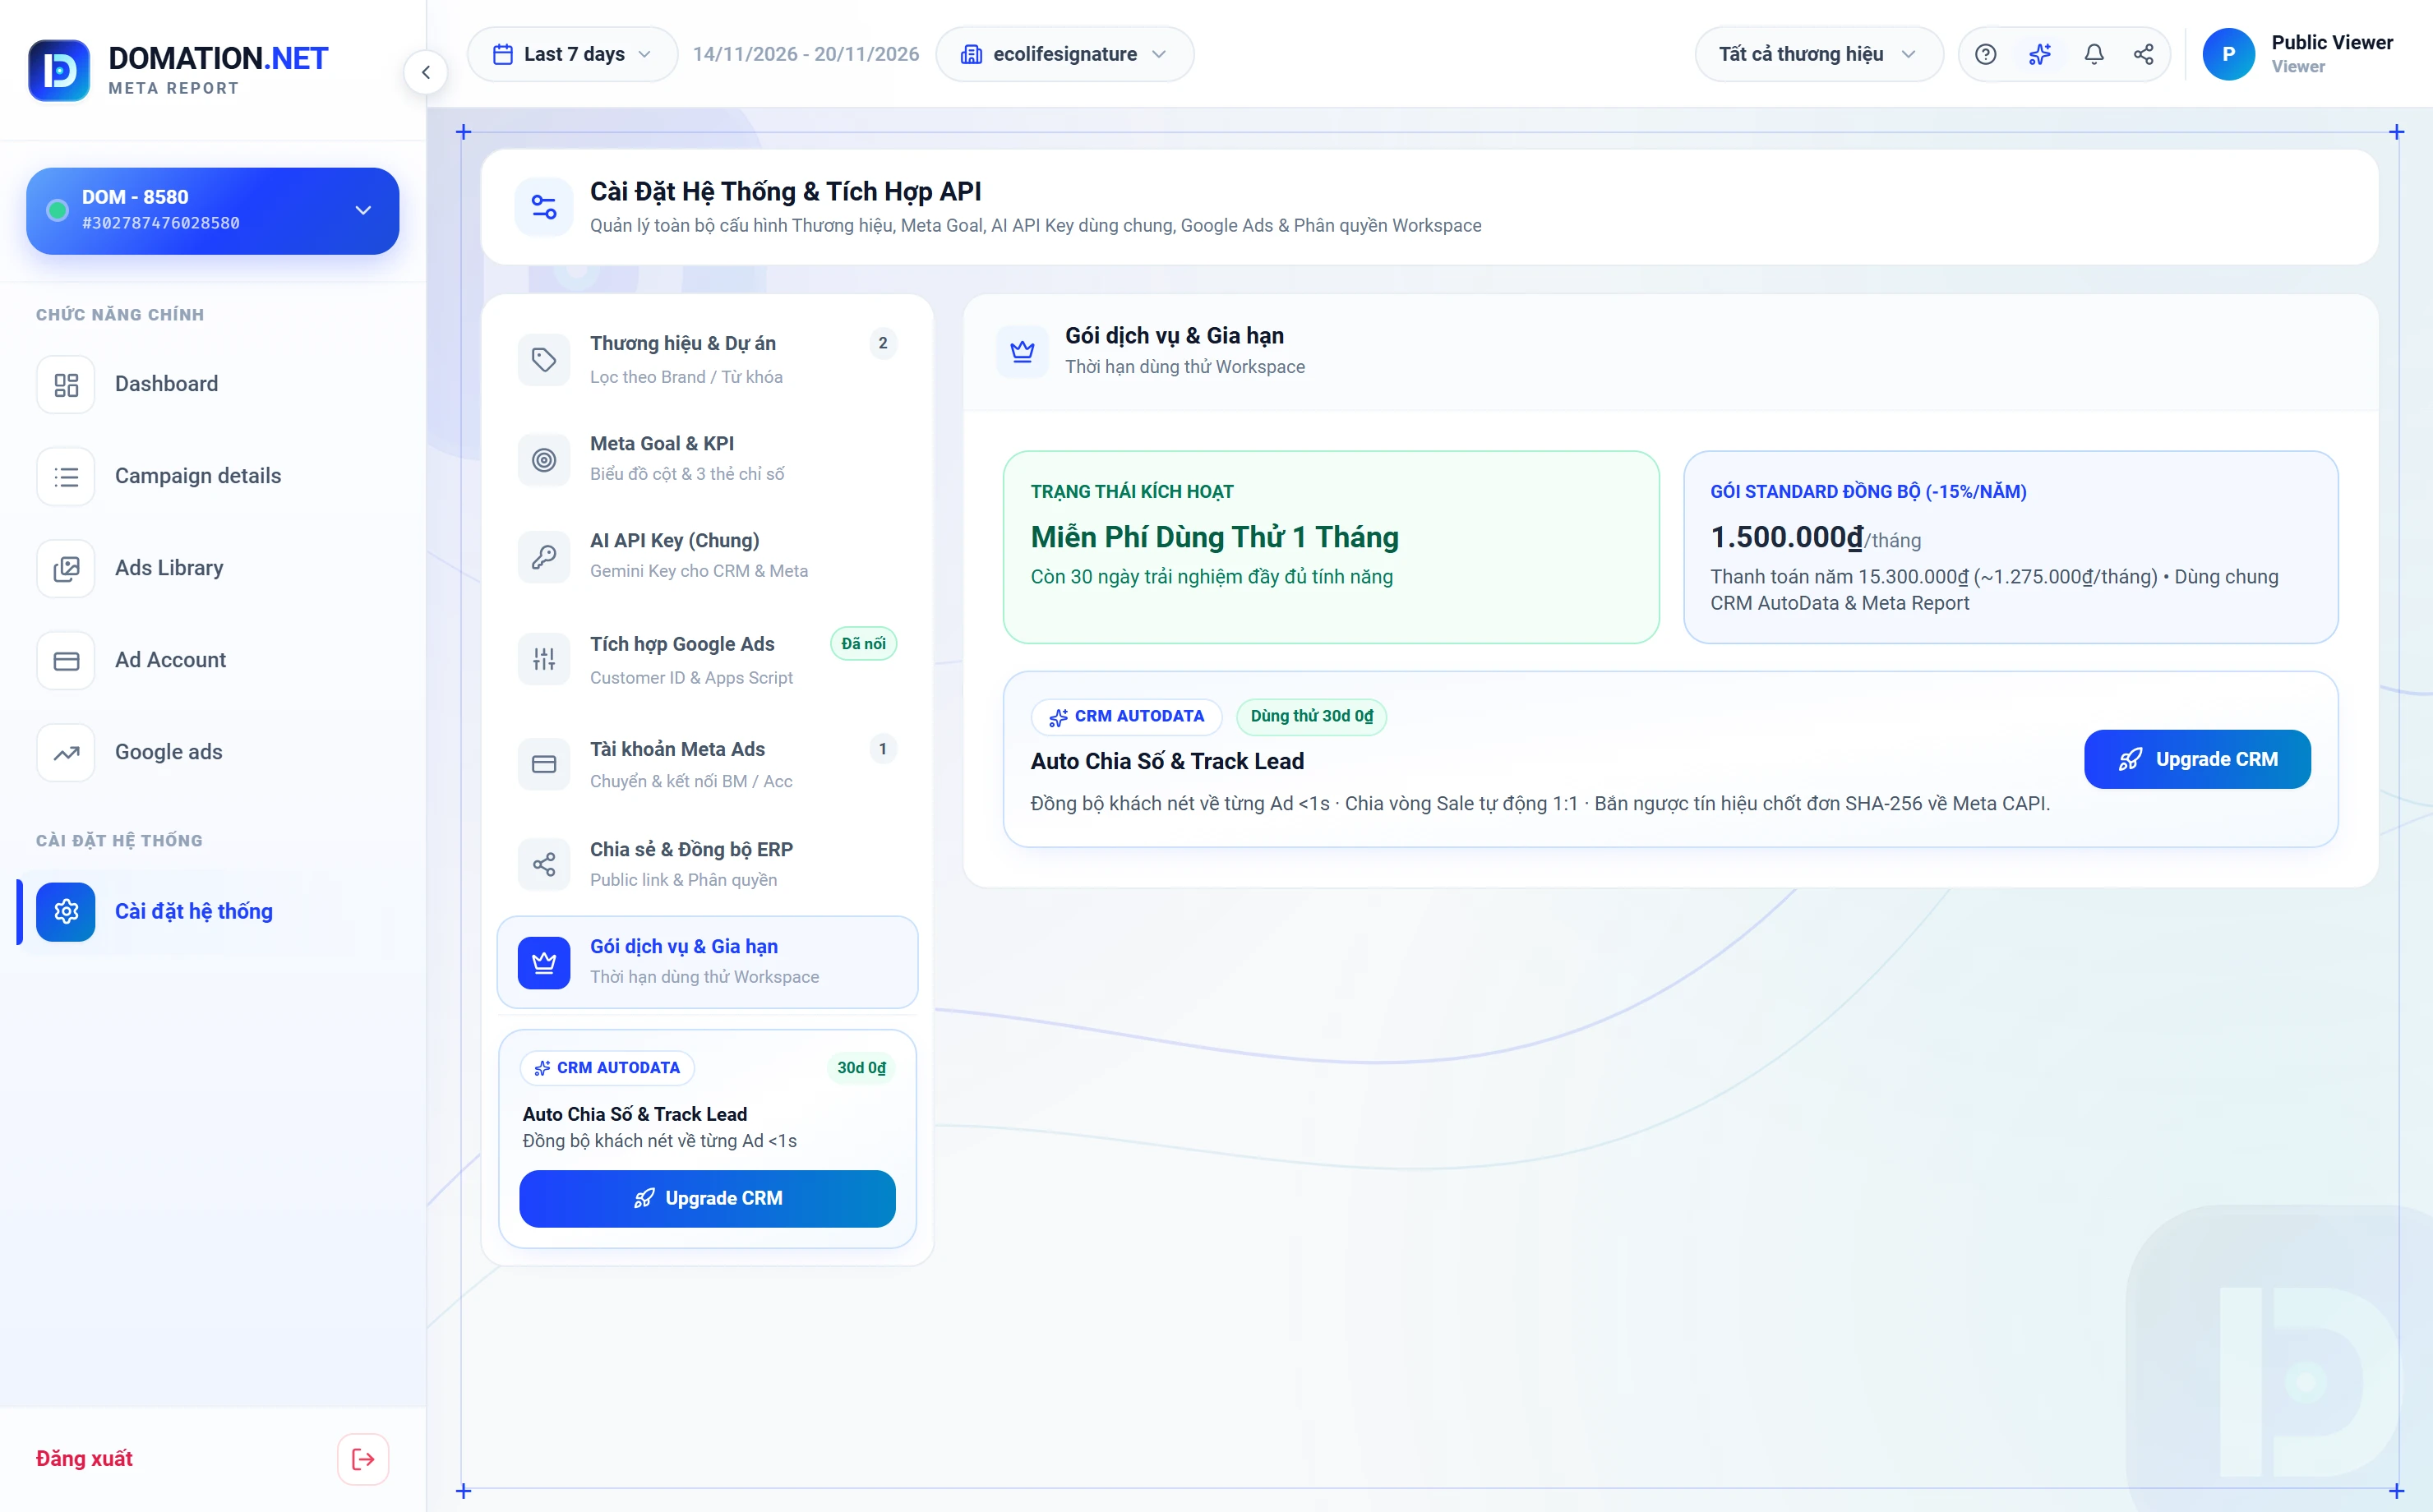 DOMATION.NET
META REPORT
DOM - 8580
#302787476028580
CHỨC NĂNG CHÍNH
Dashboard
Campaign details
Ads Library
Ad Account
Google ads
CÀI ĐẶT HỆ THỐNG
Cài đặt hệ thống
Đăng xuất
Last 7 days
14/11/2026 - 20/11/2026
ecolifesignature
Tất cả thương hiệu
P
Public Viewer
Viewer
Cài Đặt Hệ Thống & Tích Hợp API
Quản lý toàn bộ cấu hình Thương hiệu, Meta Goal, AI API Key dùng chung, Google Ads & Phân quyền Workspace
Thương hiệu & Dự án
2
Lọc theo Brand / Từ khóa
Meta Goal & KPI
Biểu đồ cột & 3 thẻ chỉ số
AI API Key (Chung)
Gemini Key cho CRM & Meta
Tích hợp Google Ads
Đã nối
Customer ID & Apps Script
Tài khoản Meta Ads
1
Chuyển & kết nối BM / Acc
Chia sẻ & Đồng bộ ERP
Public link & Phân quyền
Gói dịch vụ & Gia hạn
Thời hạn dùng thử Workspace
CRM AUTODATA
30d 0₫
Auto Chia Số & Track Lead
Đồng bộ khách nét về từng Ad <1s
Upgrade CRM
Gói dịch vụ & Gia hạn
Thời hạn dùng thử Workspace
TRẠNG THÁI KÍCH HOẠT
Miễn Phí Dùng Thử 1 Tháng
Còn 30 ngày trải nghiệm đầy đủ tính năng
GÓI STANDARD ĐỒNG BỘ (-15%/NĂM)
1.500.000₫/tháng
Thanh toán năm 15.300.000₫ (~1.275.000₫/tháng) • Dùng chung
CRM AutoData & Meta Report
CRM AUTODATA
Dùng thử 30d 0₫
Auto Chia Số & Track Lead
Đồng bộ khách nét về từng Ad <1s · Chia vòng Sale tự động 1:1 · Bắn ngược tín hiệu chốt đơn SHA-256 về Meta CAPI.
Upgrade CRM